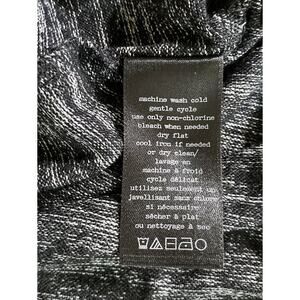 machine wash cold
gentle cycle
use only non-chlorine
bleach when needed
dry flat
cool iron if needed
or dry clean/
lavage en
machine à froid
cycle délicat
utilisez seulement un
javellisant sans chlore
si nécessaire
sécher à plat
ou nettoyage à sec